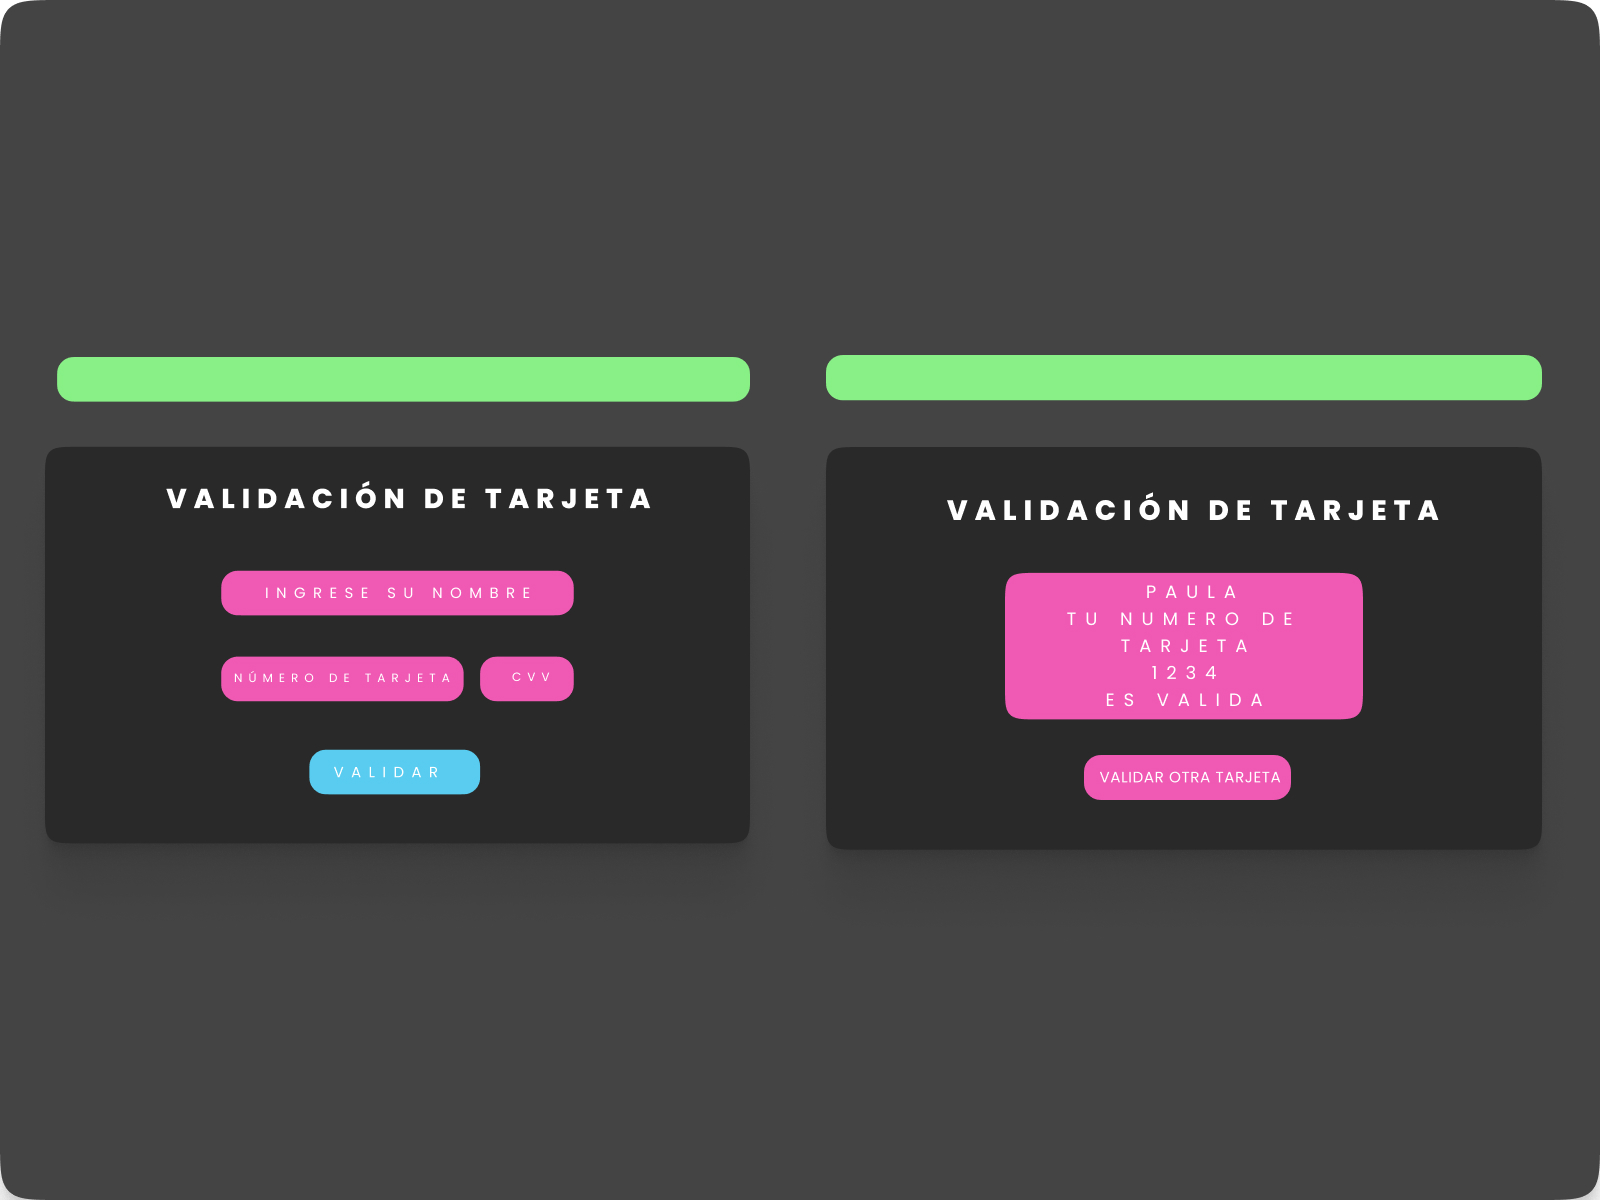 VALIDACIÓN DE TARJETA
INGRESE SU NOMBRE
NÚMERO DE TARJETA
CVV
VALIDAR
VALIDACIÓN DE TARJETA
PAULA
TU NUMERO DE
TARJETA
1234
ES VALIDA
VALIDAR OTRA TARJETA